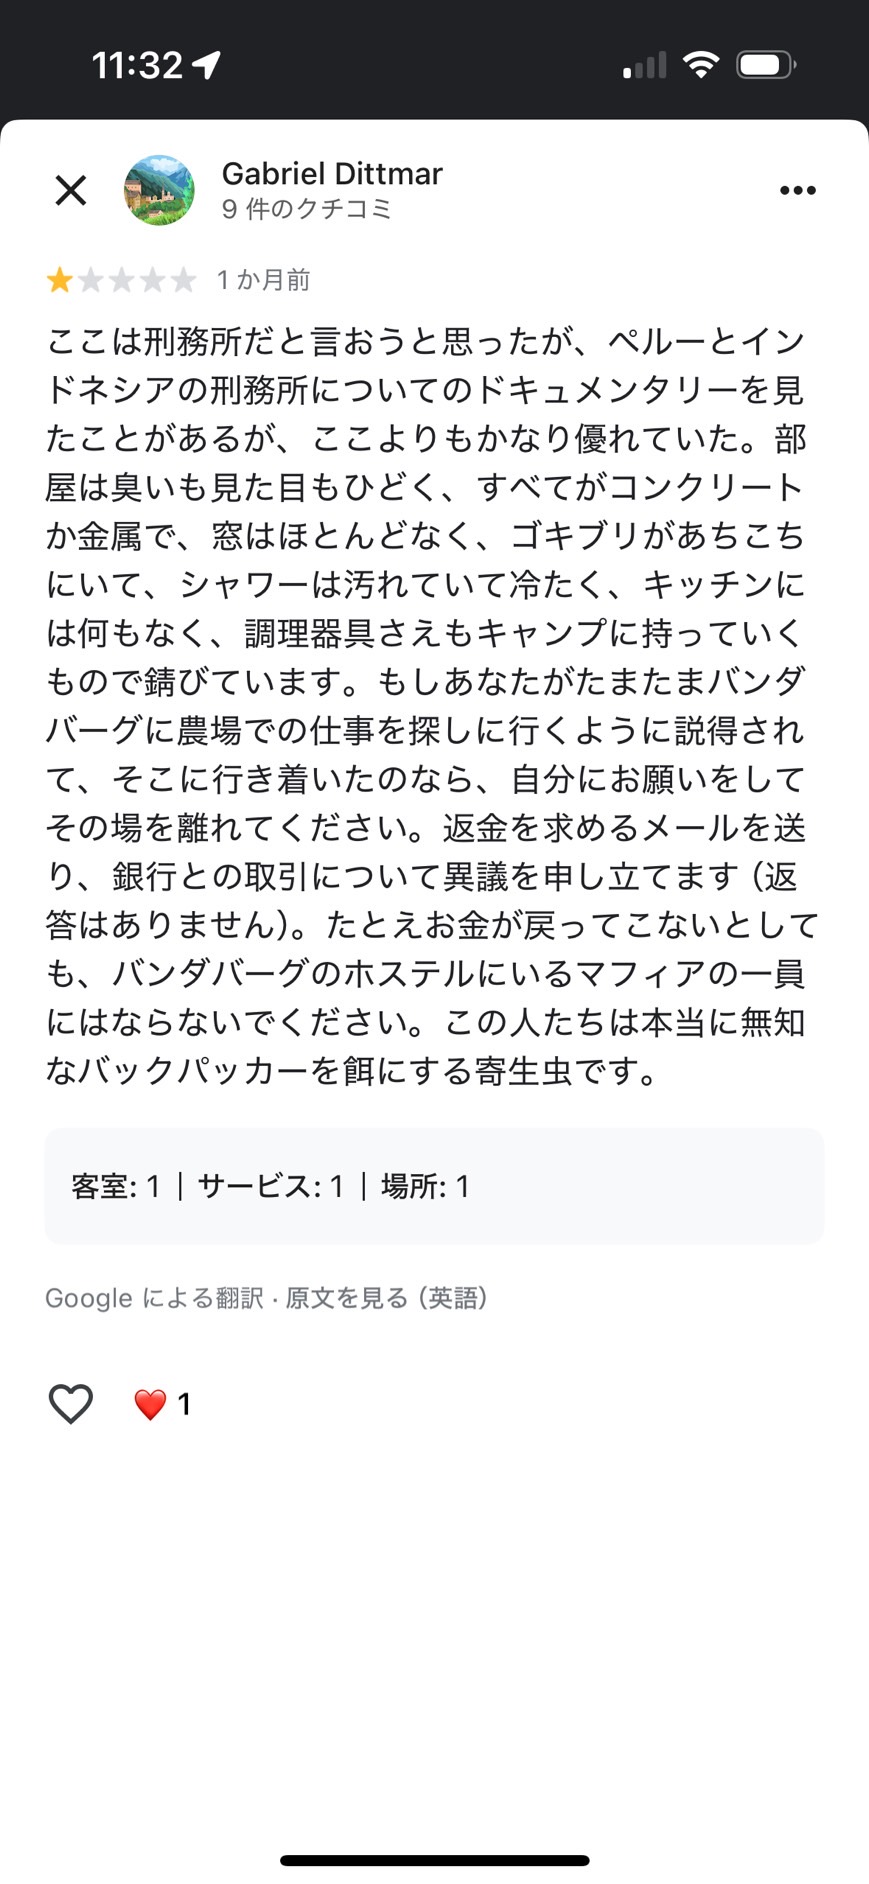 11:32
Gabriel Dittmar
9 件のクチコミ
1 か月前
ここは刑務所だと言おうと思ったが、ペルーとイン
ドネシアの刑務所についてのドキュメンタリーを見
たことがあるが、ここよりもかなり優れていた。部
屋は臭いも見た目もひどく、すべてがコンクリート
か金属で、窓はほとんどなく、ゴキブリがあちこち
にいて、シャワーは汚れていて冷たく、キッチンに
は何もなく、調理器具さえもキャンプに持っていく
もので錆びています。もしあなたがたまたまバンダ
バーグに農場での仕事を探しに行くように説得され
て、そこに行き着いたのなら、自分にお願いをして
その場を離れてください。返金を求めるメールを送
り、銀行との取引について異議を申し立てます（返
答はありません）。たとえお金が戻ってこないとして
も、バンダバーグのホステルにいるマフィアの一員
にはならないでください。この人たちは本当に無知
なバックパッカーを餌にする寄生虫です。
客室: 1 | サービス: 1 | 場所: 1
Google による翻訳 · 原文を見る（英語）
1